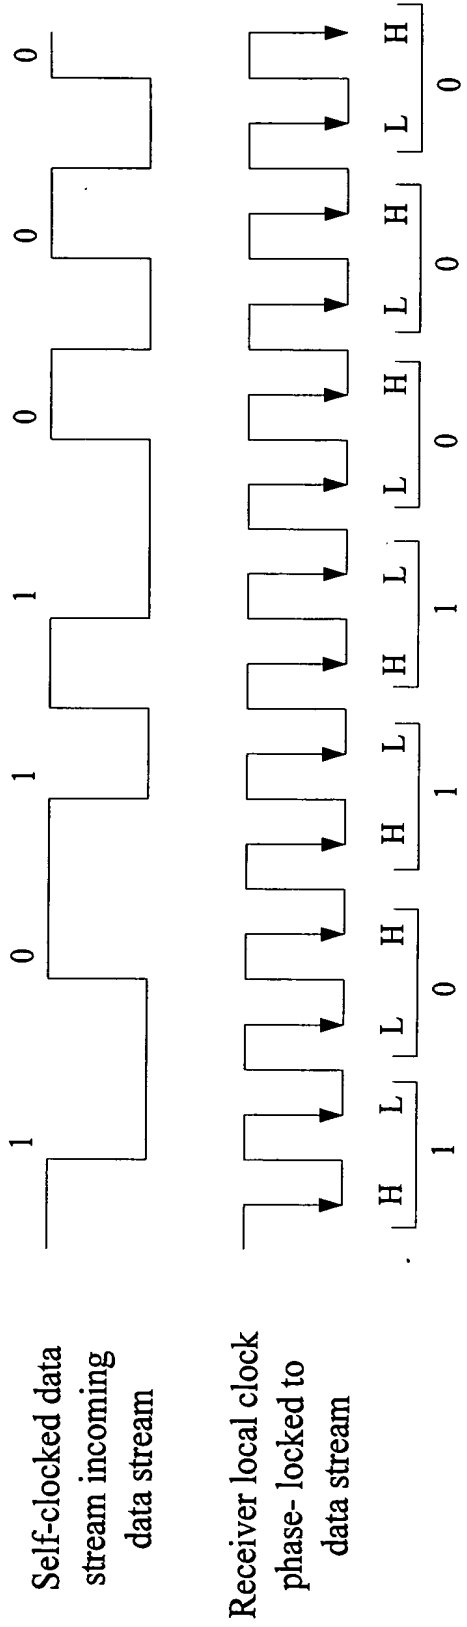 1 0 1 1 0 0 0
Self-clocked data
stream incoming
data stream
Receiver local clock
phase- locked to
data stream
H L L H H L H L L H L H L H
1 0 1 1 0 0 0